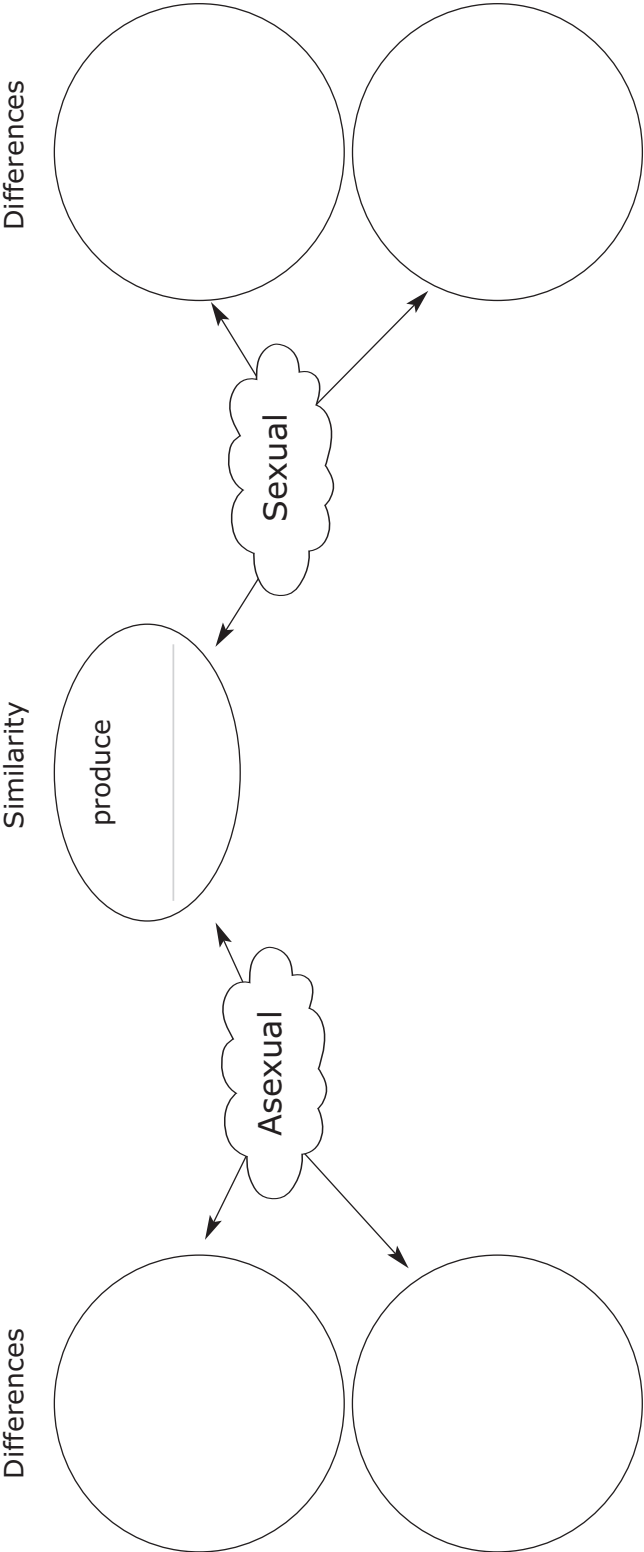 Differences
Similarity
Differences
produce
Asexual
Sexual